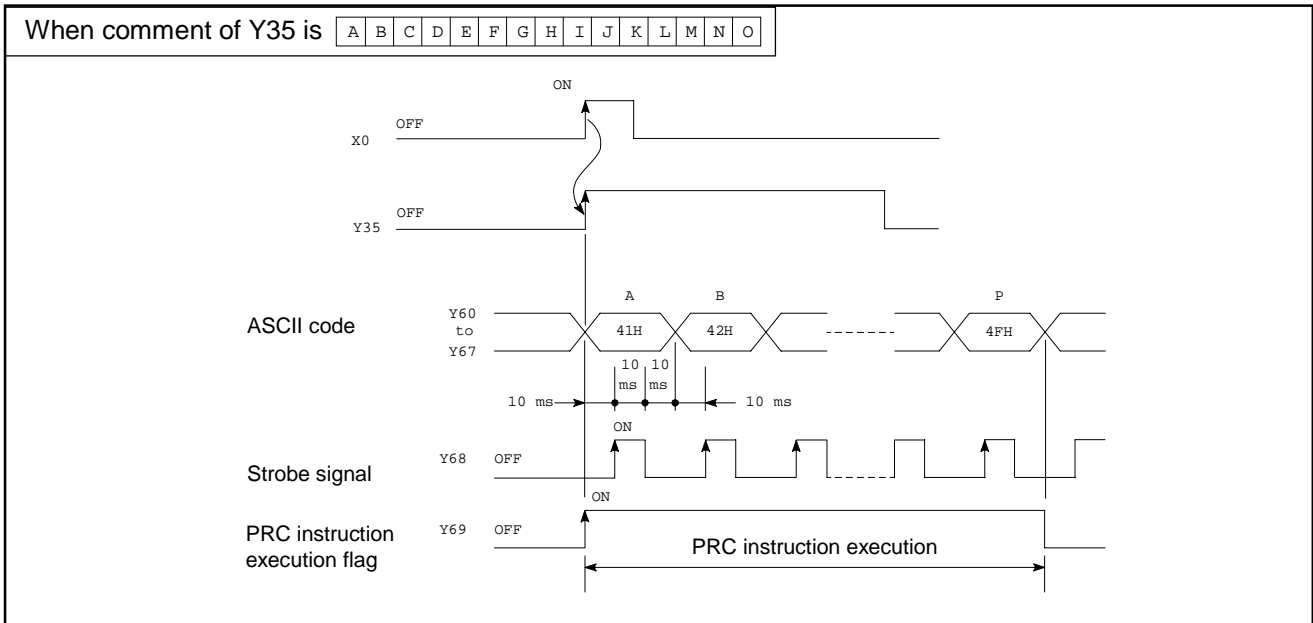 When comment of Y35 is A B C D E F G H I J K L M N O
ON
OFF
X0
OFF
Y35
A B P
ASCII code
Y60
to
Y67
41H 42H 4FH
10 10
ms ms
10 ms 10 ms
ON
Strobe signal
Y68 OFF
ON
PRC instruction
execution flag
Y69 OFF
PRC instruction execution